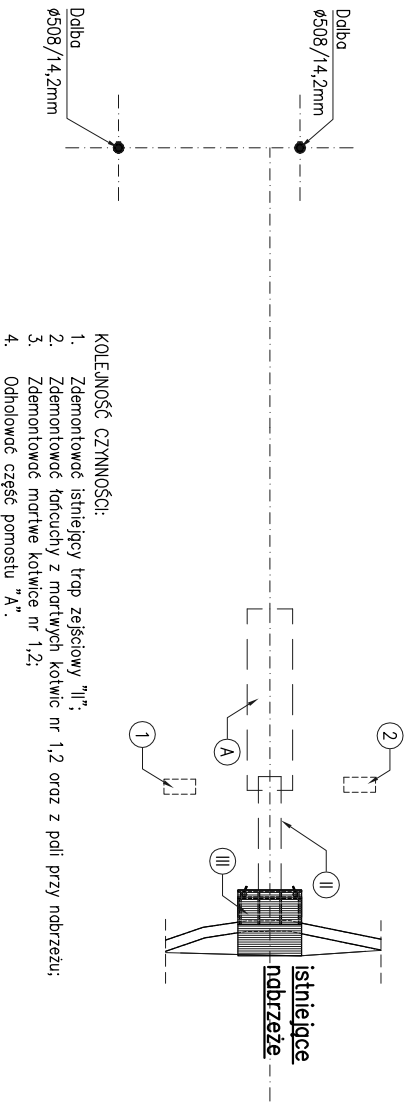 Dalba
ø508/14,2mm
Dalba
ø508/14,2mm
2
1
A
II
III
istniejące
nabrzeże
KOLEJNOŚĆ CZYNNOŚCI:
1. Zdemontować istniejący trap zejściowy "II";
2. Zdemontować łańcuchy z martwych kotwic nr 1,2 oraz z pali przy nabrzeżu;
3. Zdemontować martwe kotwice nr 1,2;
4. Odholować część pomostu "A".